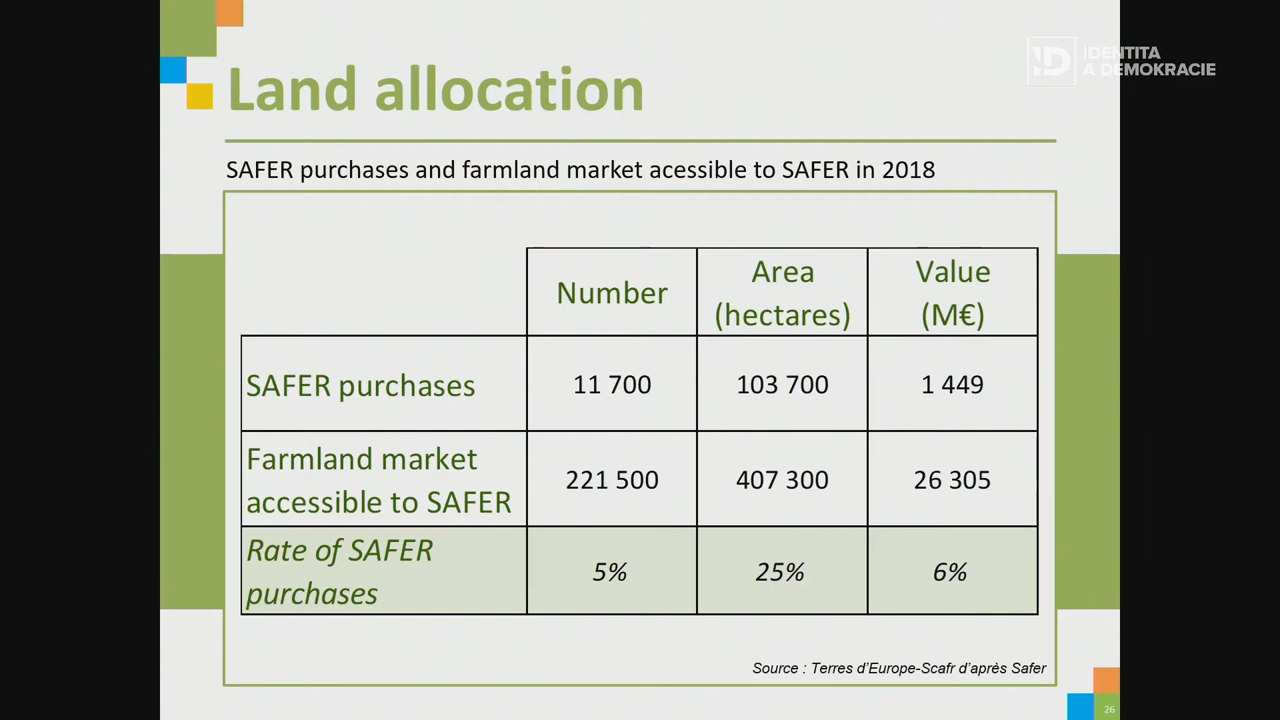 IDENTITA
A DEMOKRACIE
Land allocation
SAFER purchases and farmland market acessible to SAFER in 2018
Number
Area
(hectares)
Value
(M€)
SAFER purchases
11 700
103 700
1 449
Farmland market
accessible to SAFER
221 500
407 300
26 305
Rate of SAFER
purchases
5%
25%
6%
Source : Terres d'Europe-Scafr d'après Safer
26